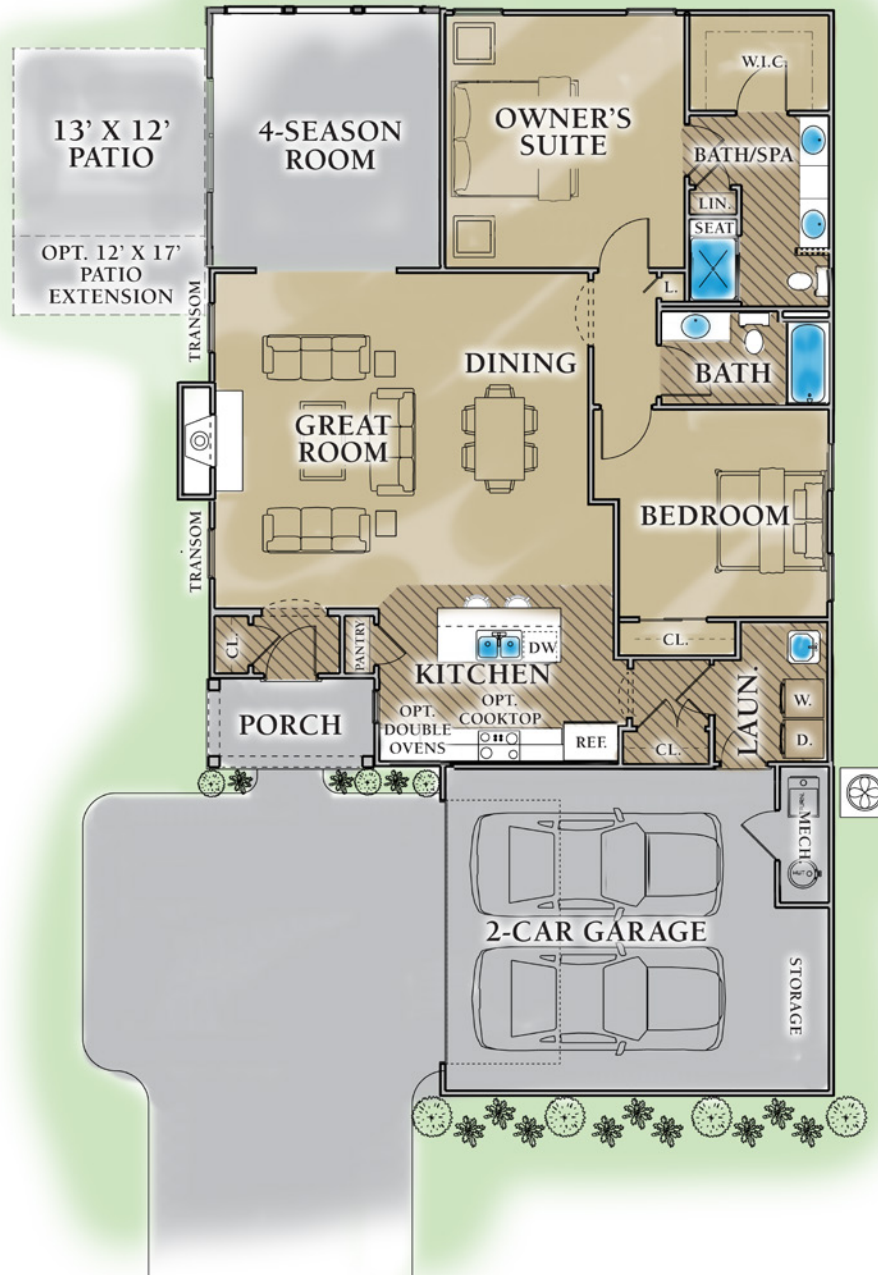 W.I.C.
13' X 12'
PATIO
4-SEASON
ROOM
OWNER'S
SUITE
BATH/SPA
LIN.
SEAT
OPT. 12' X 17'
PATIO
EXTENSION
TRANSOM
L.
DINING
BATH
GREAT
ROOM
BEDROOM
TRANSOM
CL.
PANTRY
DW
CL.
KITCHEN
OPT.
COOKTOP
OPT.
DOUBLE
OVENS
REF.
CL.
LAUN.
W.
D.
PORCH
MECH.
2-CAR GARAGE
STORAGE